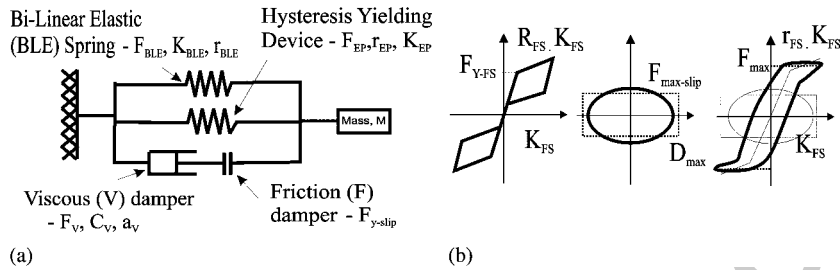 (a)
Bi-Linear Elastic
(BLE) Spring - F_BLE, K_BLE, r_BLE
Hysteresis Yielding
Device - F_EP, r_EP, K_EP
Mass, M
Viscous (V) damper
- F_V, C_V, a_V
Friction (F)
damper - F_y-slip
(a)
(b)
F_Y-FS
R_FS . K_FS
K_FS
F_max-slip
D_max
r_FS . K_FS
F_max
K_FS
(b)